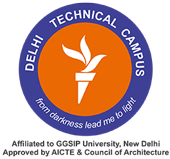 DELHI TECHNICAL CAMPUS
from darkness lead me to light
Affiliated to GGSIP University, New Delhi
Approved by AICTE & Council of Architecture